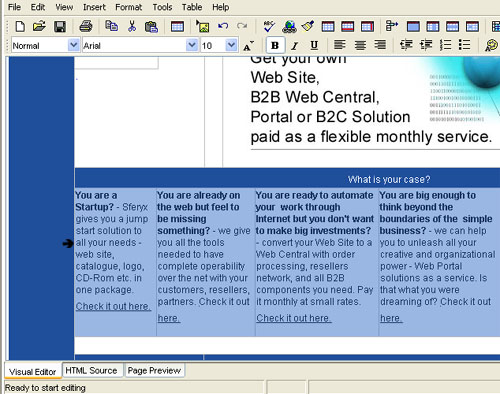 File Edit View Insert Format Tools Table Help
Normal Arial 10 A B I U
Get your own
Web Site,
B2B Web Central,
Portal or B2C Solution
paid as a flexible monthly service.
What is your case?
You are a
Startup? - Sferyx
gives you a jump
start solution to
all your needs -
web site,
catalogue, logo,
CD-Rom etc. in
one package.
Check it out here.
You are already on
the web but feel to
be missing
something? - we give
you all the tools
needed to have
complete operability
over the net with your
customers, resellers,
partners. Check it out
here.
You are ready to automate
your work through
Internet but you don't want
to make big investments?
- convert your Web Site to a
Web Central with order
processing, resellers
network, and all B2B
components you need. Pay
it monthly at small rates.
Check it out here.
You are big enough to
think beyond the
boundaries of the simple
business? - we can help
you to unleash all your
creative and organizational
power - Web Portal
solutions as a service. Is
that what you were
dreaming of? Check it out
here.
Visual Editor HTML Source Page Preview
Ready to start editing